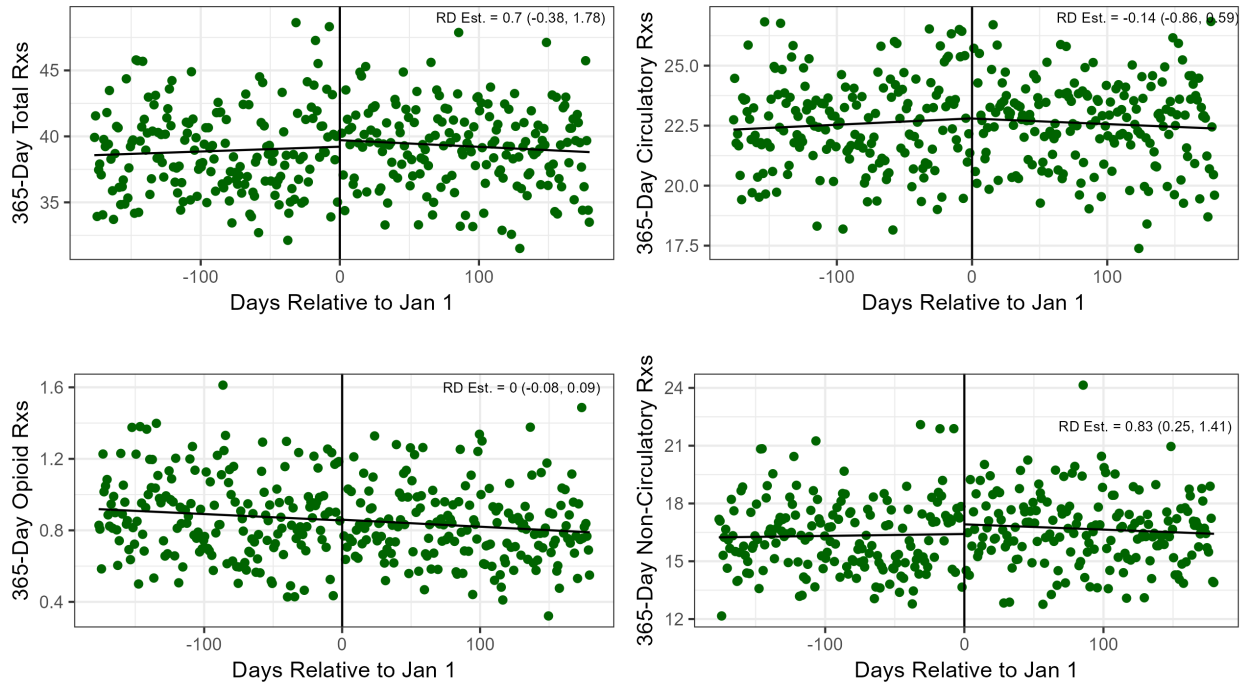 365-Day Total Rxs
RD Est. = 0.7 (-0.38, 1.78)
45
40
35
-100
0
100
Days Relative to Jan 1
365-Day Circulatory Rxs
RD Est. = -0.14 (-0.86, 0.59)
25.0
22.5
20.0
17.5
-100
0
100
Days Relative to Jan 1
365-Day Opioid Rxs
RD Est. = 0 (-0.08, 0.09)
1.6
1.2
0.8
0.4
-100
0
100
Days Relative to Jan 1
365-Day Non-Circulatory Rxs
RD Est. = 0.83 (0.25, 1.41)
24
21
18
15
12
-100
0
100
Days Relative to Jan 1